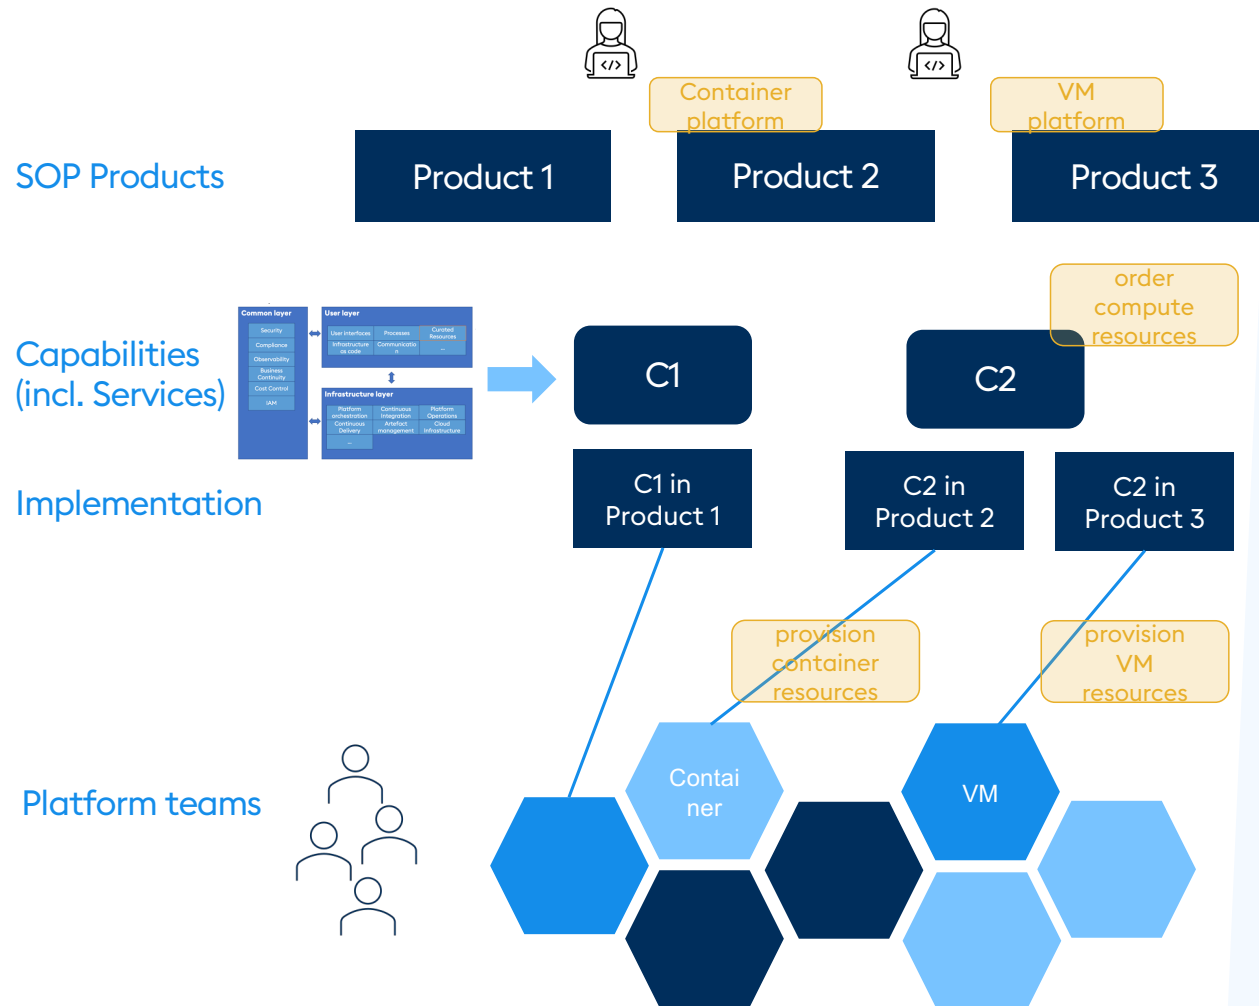 </>
</>
Container
platform
VM
platform
SOP Products
Product 1
Product 2
Product 3
order
compute
resources
Capabilities
(incl. Services)
Common layer
Security
Compliance
Observability
Business
Continuity
Cost Control
IAM
User layer
User interfaces
Processes
Curated
Resources
Infrastructure
as code
Communicatio
n
...
Infrastructure layer
Platform
orchestration
Continuous
Integration
Platform
Operations
Continuous
Delivery
Artefact
management
Cloud
Infrastructure
...
C1
C2
Implementation
C1 in
Product 1
C2 in
Product 2
C2 in
Product 3
provision
container
resources
provision
VM
resources
Platform teams
Contai
ner
VM